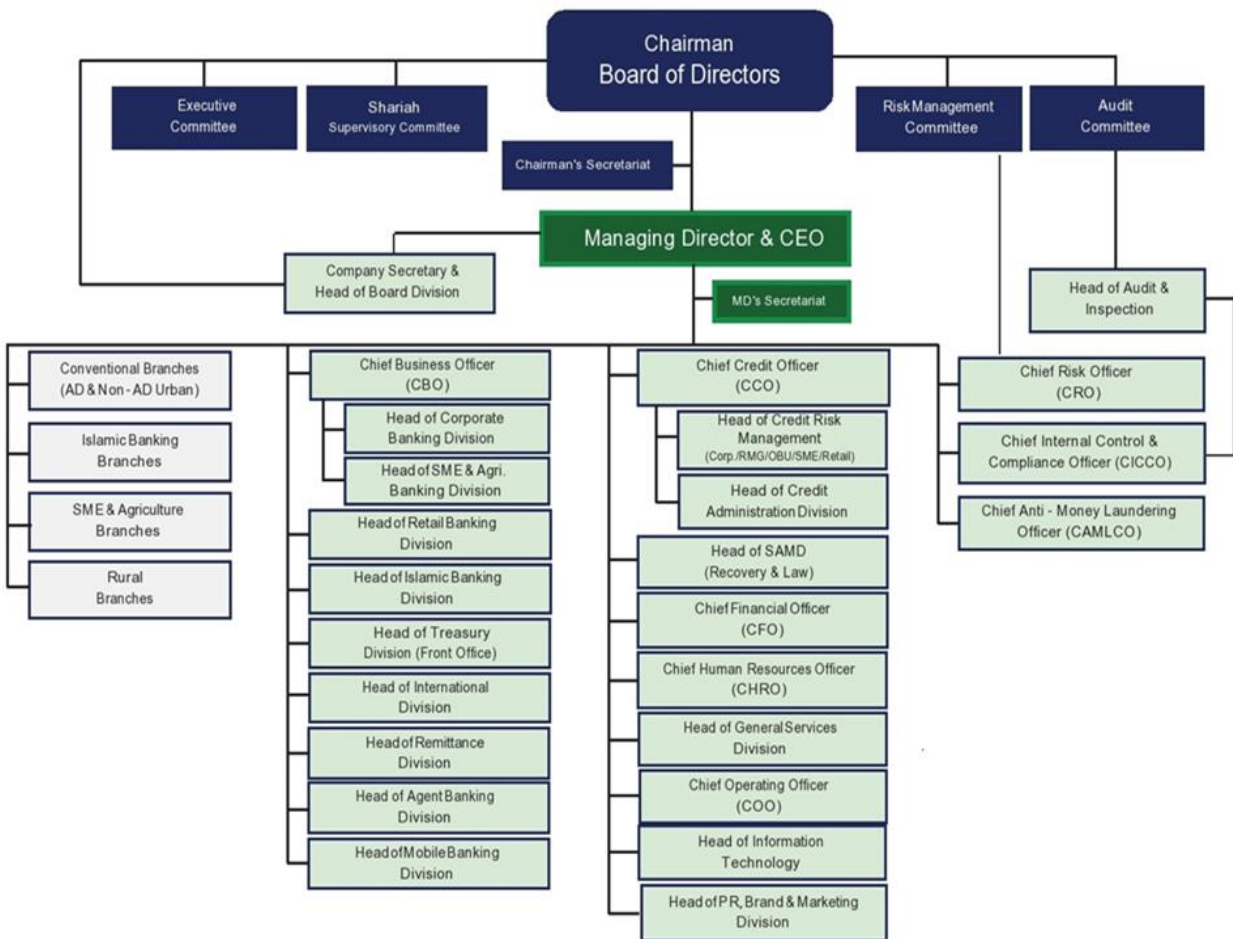 Chairman
Board of Directors
Executive
Committee
Shariah
Supervisory Committee
Risk Management
Committee
Audit
Committee
Chairman's Secretariat
Managing Director & CEO
Company Secretary &
Head of Board Division
MD's Secretariat
Head of Audit &
Inspection
Conventional Branches
(AD & Non - AD Urban)
Islamic Banking
Branches
SME & Agriculture
Branches
Rural
Branches
Chief Business Officer
(CBO)
Head of Corporate
Banking Division
Head of SME & Agri.
Banking Division
Head of Retail Banking
Division
Head of Islamic Banking
Division
Head of Treasury
Division (Front Office)
Head of International
Division
Head of Remittance
Division
Head of Agent Banking
Division
Head of Mobile Banking
Division
Chief Credit Officer
(CCO)
Head of Credit Risk
Management
(Corp./RMG/OBU/SME/Retail)
Head of Credit
Administration Division
Head of SAMD
(Recovery & Law)
Chief Financial Officer
(CFO)
Chief Human Resources Officer
(CHRO)
Head of General Services
Division
Chief Operating Officer
(COO)
Head of Information
Technology
Head of PR, Brand & Marketing
Division
Chief Risk Officer
(CRO)
Chief Internal Control &
Compliance Officer (CICCO)
Chief Anti - Money Laundering
Officer (CAMLCO)